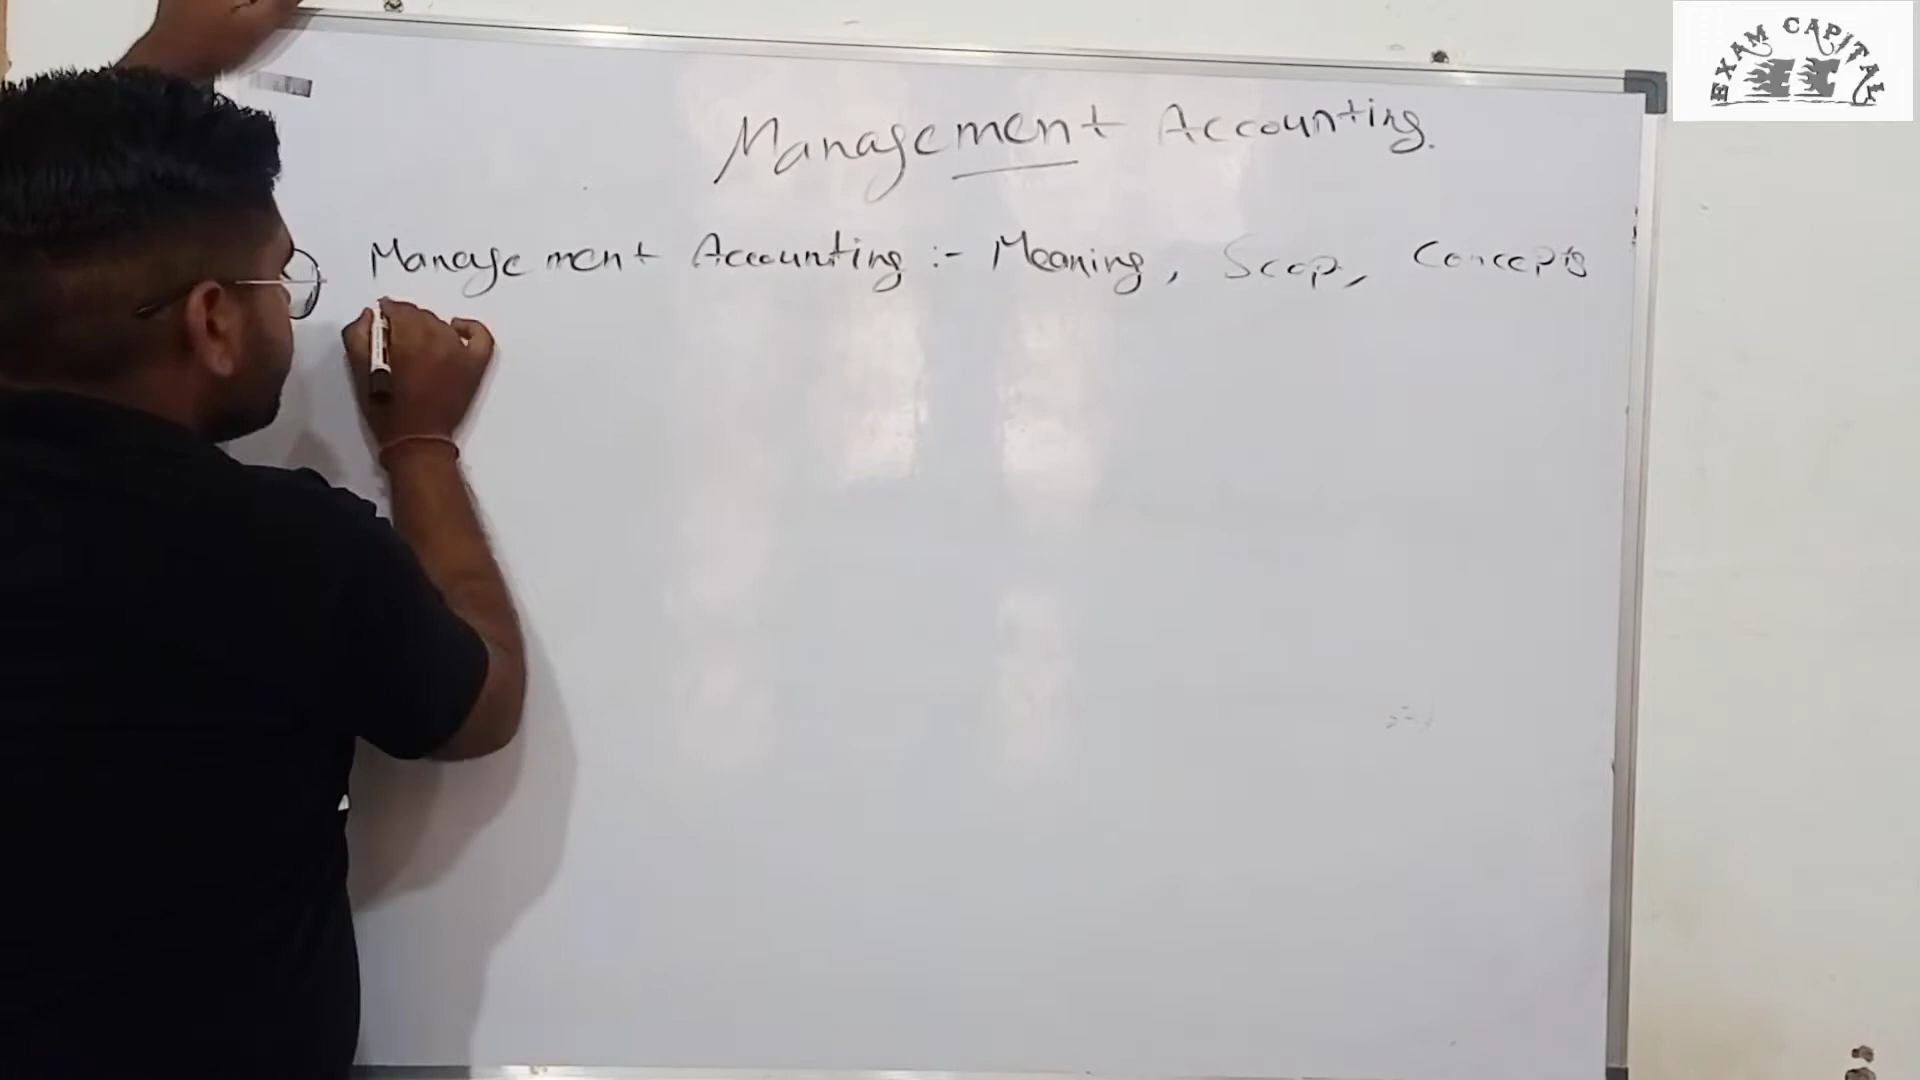 EXAM CAPITAL
Management Accounting.
Management Accounting :- Meaning, Scop, Concepts